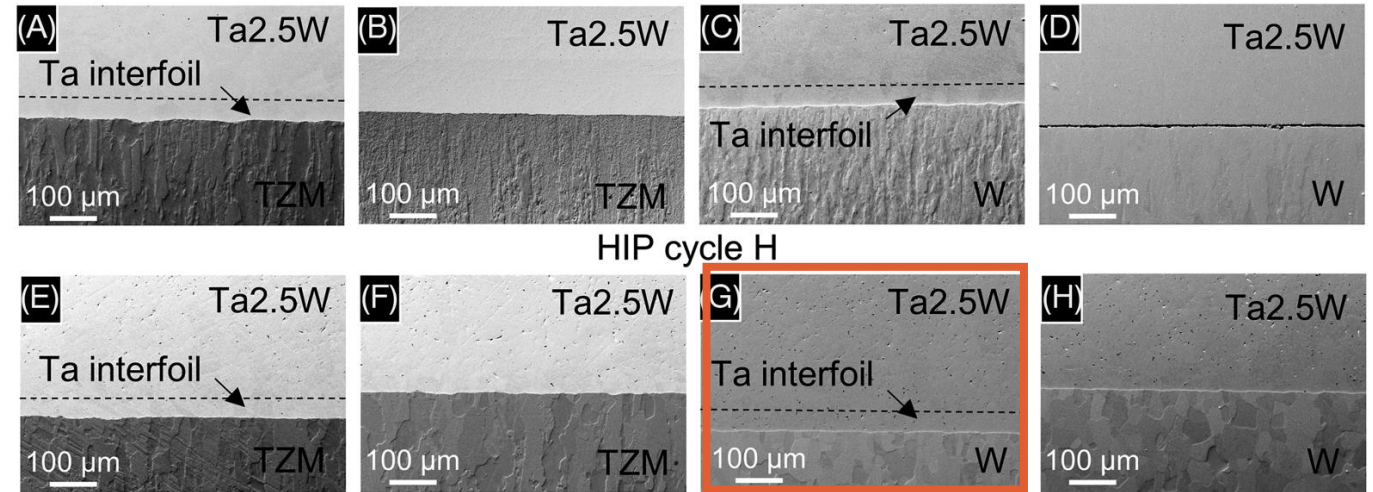 (A) Ta2.5W
Ta interfoil
100 µm TZM
(B) Ta2.5W
100 µm TZM
(C) Ta2.5W
Ta interfoil
100 µm W
(D) Ta2.5W
100 µm W
HIP cycle H
(E) Ta2.5W
Ta interfoil
100 µm TZM
(F) Ta2.5W
100 µm TZM
(G) Ta2.5W
Ta interfoil
100 µm W
(H) Ta2.5W
100 µm W